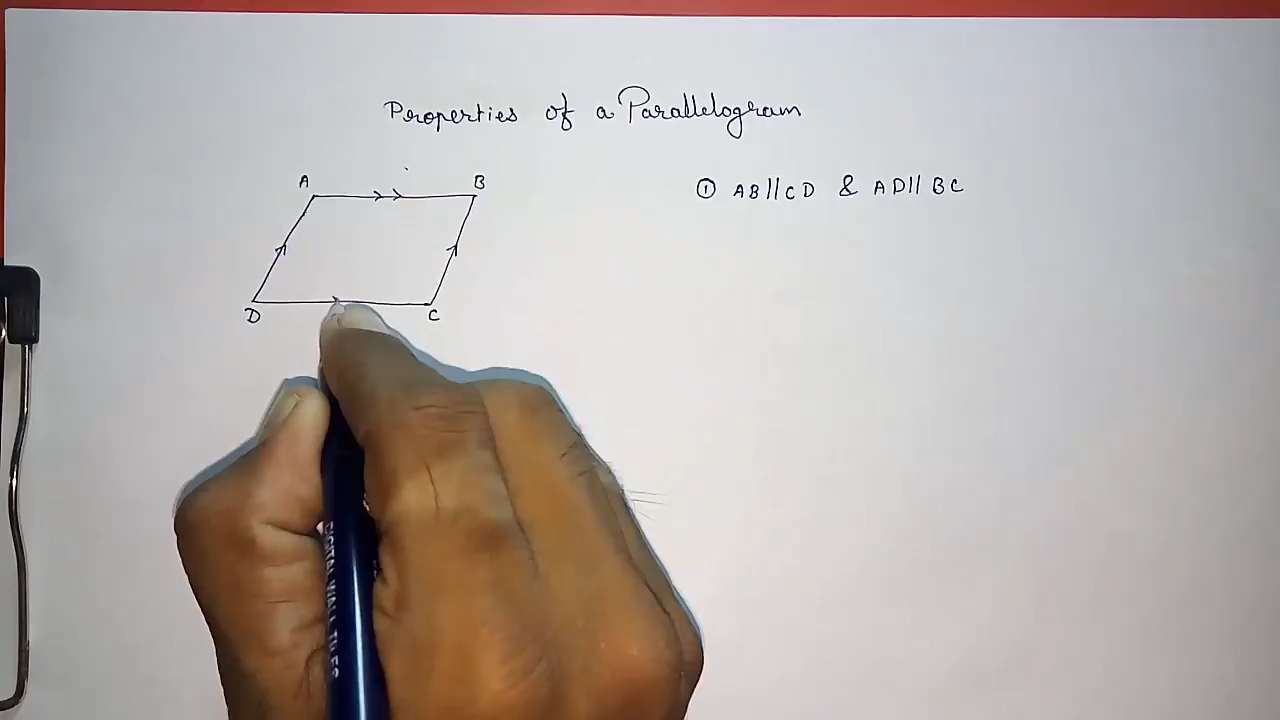 Properties of a Parallelogram
A B
① AB||CD & AD||BC
D C